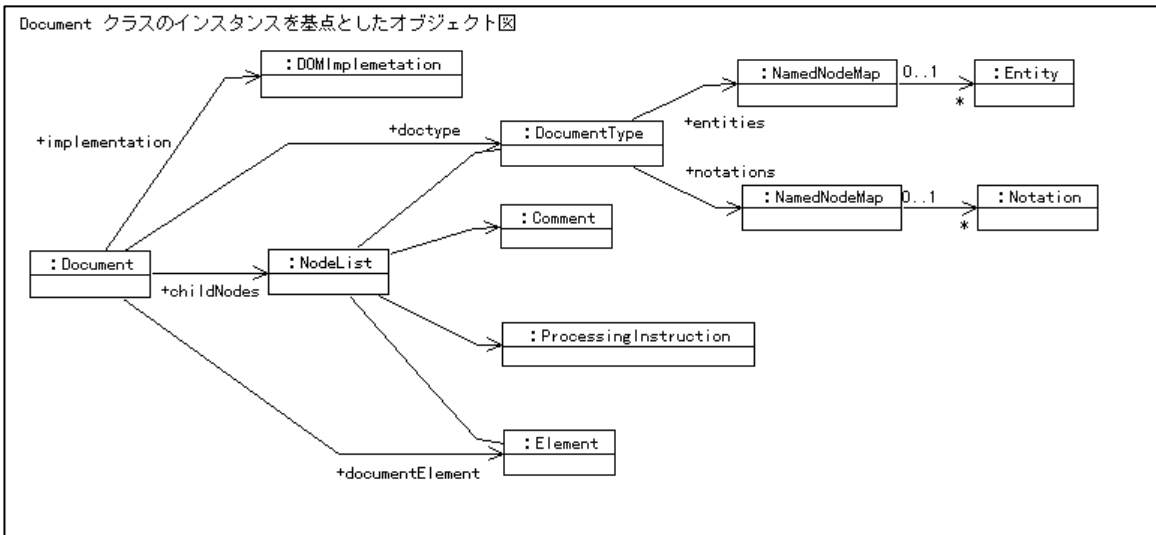 Document クラスのインスタンスを基点としたオブジェクト図
:DOMImplemetation
:NamedNodeMap
0..1
*
:Entity
+implementation
+doctype
:DocumentType
+entities
+notations
:NamedNodeMap
0..1
*
:Notation
:Comment
:Document
+childNodes
:NodeList
:ProcessingInstruction
:Element
+documentElement